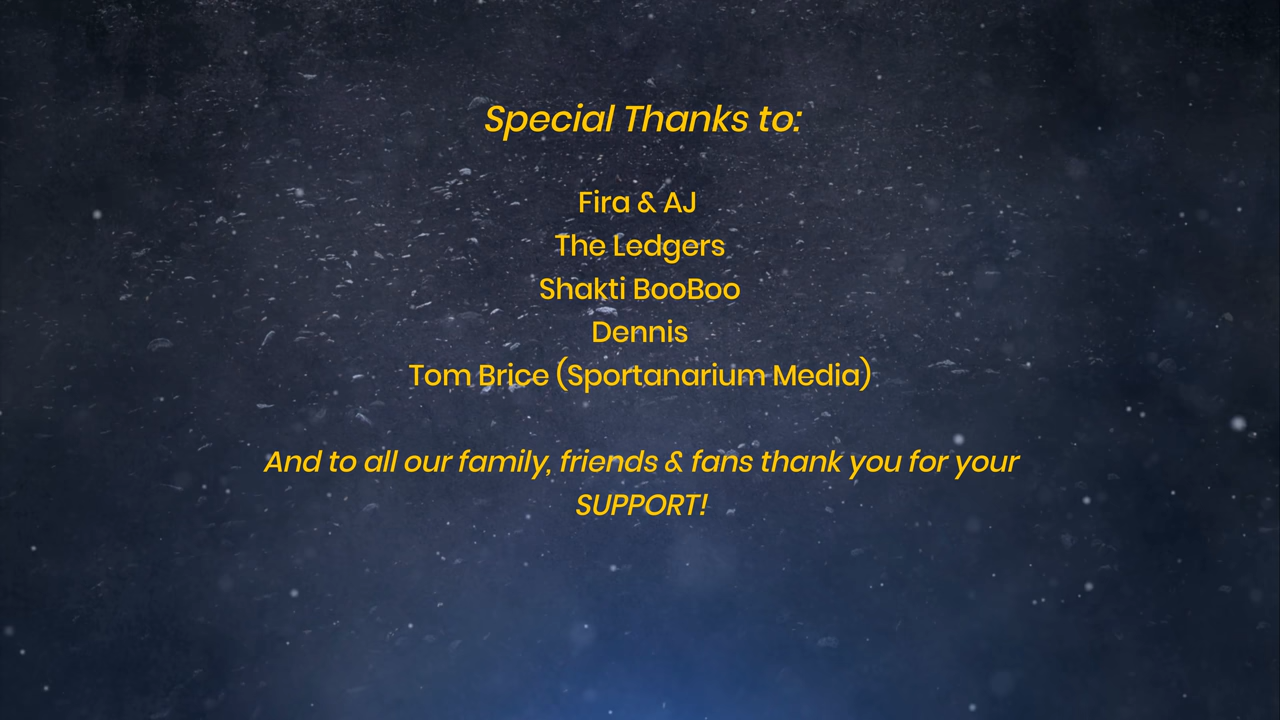 Special Thanks to:
Fira & AJ
The Ledgers
Shakti BooBoo
Dennis
Tom Brice (Sportanarium Media)
And to all our family, friends & fans thank you for your
SUPPORT!